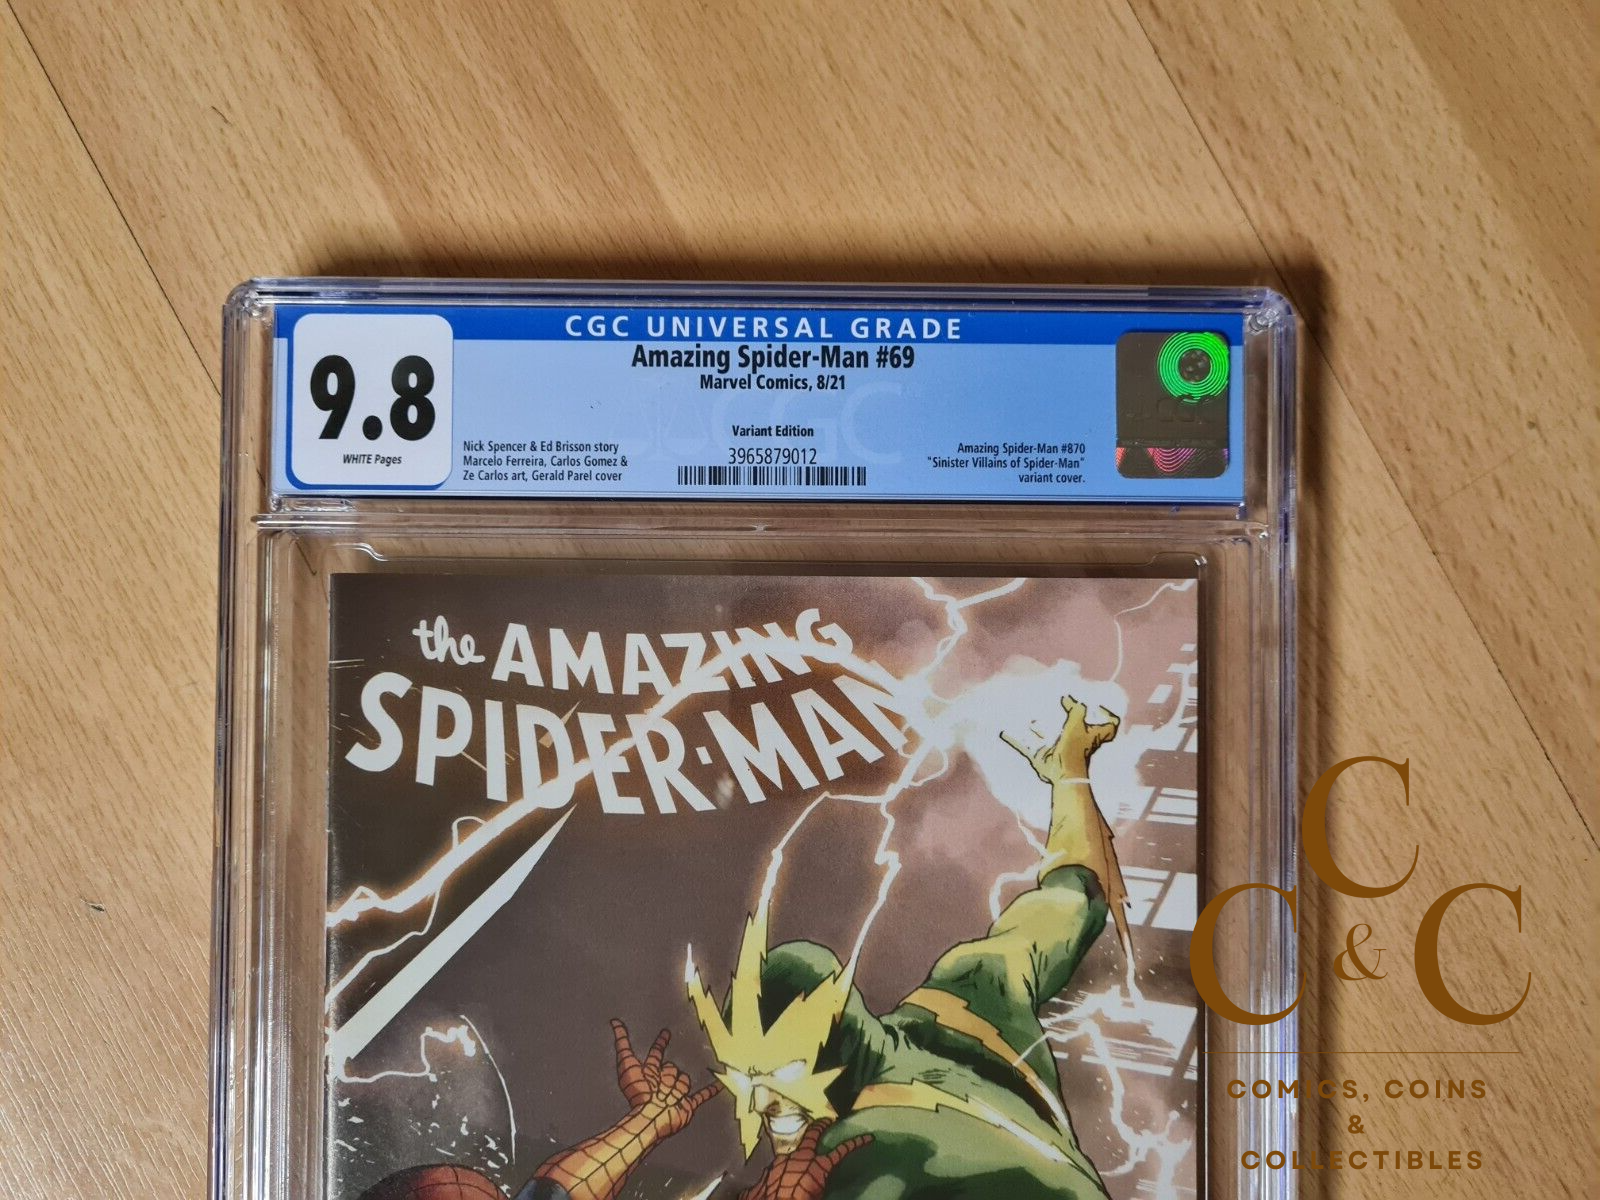 CGC UNIVERSAL GRADE
Amazing Spider-Man #69
Marvel Comics, 8/21
9.8
WHITE Pages
Variant Edition
Nick Spencer & Ed Brisson story
Marcelo Ferreira, Carlos Gomez &
Ze Carlos art, Gerald Parel cover
3965879012
Amazing Spider-Man #870
"Sinister Villains of Spider-Man"
variant cover.
CGC
the AMAZING
SPIDER-MAN
C
C & C
COMICS, COINS
&
COLLECTIBLES